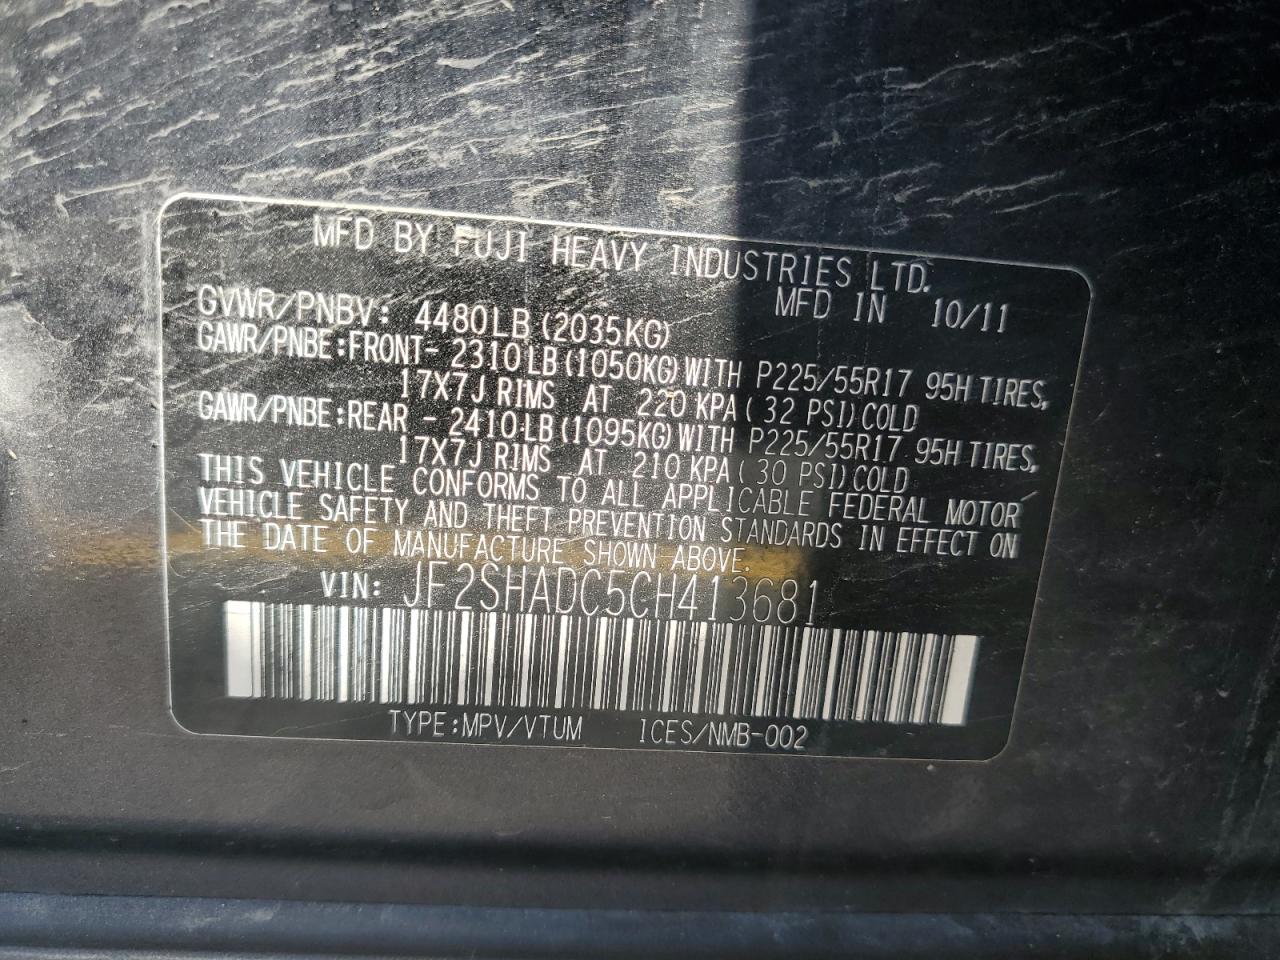 MFD BY FUJI HEAVY INDUSTRIES LTD.
MFD IN 10/11
GVWR/PNBV: 4480LB (2035KG)
GAWR/PNBE:FRONT- 2310LB (1050KG) WITH P225/55R17 95H TIRES,
17X7J RIMS AT 220 KPA ( 32 PSI) COLD
GAWR/PNBE:REAR - 2410LB (1095KG) WITH P225/55R17 95H TIRES,
17X7J RIMS AT 210 KPA ( 30 PSI) COLD
THIS VEHICLE CONFORMS TO ALL APPLICABLE FEDERAL MOTOR
VEHICLE SAFETY AND THEFT PREVENTION STANDARDS IN EFFECT ON
THE DATE OF MANUFACTURE SHOWN ABOVE.
VIN: JF2SHADC5CH413681
TYPE:MPV/VTUM ICES/NMB-002